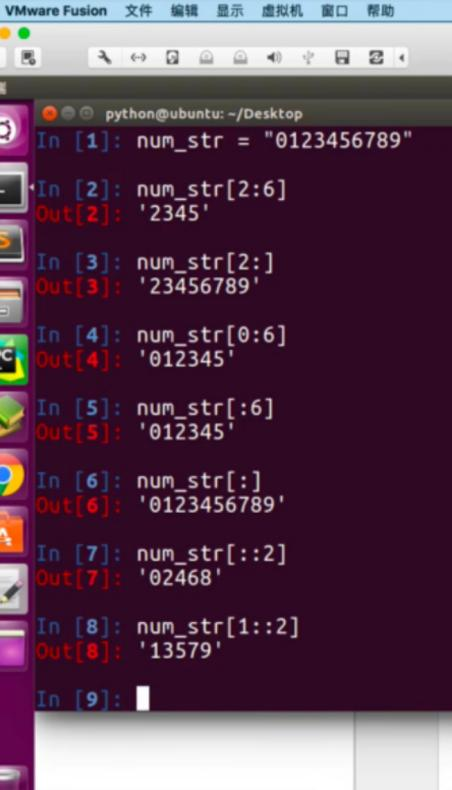 VMware Fusion 文件 编辑 显示 虚拟机 窗口 帮助
python@ubuntu: ~/Desktop
In [1]: num_str = "0123456789"
In [2]: num_str[2:6]
Out[2]: '2345'
In [3]: num_str[2:]
Out[3]: '23456789'
In [4]: num_str[0:6]
Out[4]: '012345'
In [5]: num_str[:6]
Out[5]: '012345'
In [6]: num_str[:]
Out[6]: '0123456789'
In [7]: num_str[::2]
Out[7]: '02468'
In [8]: num_str[1::2]
Out[8]: '13579'
In [9]: